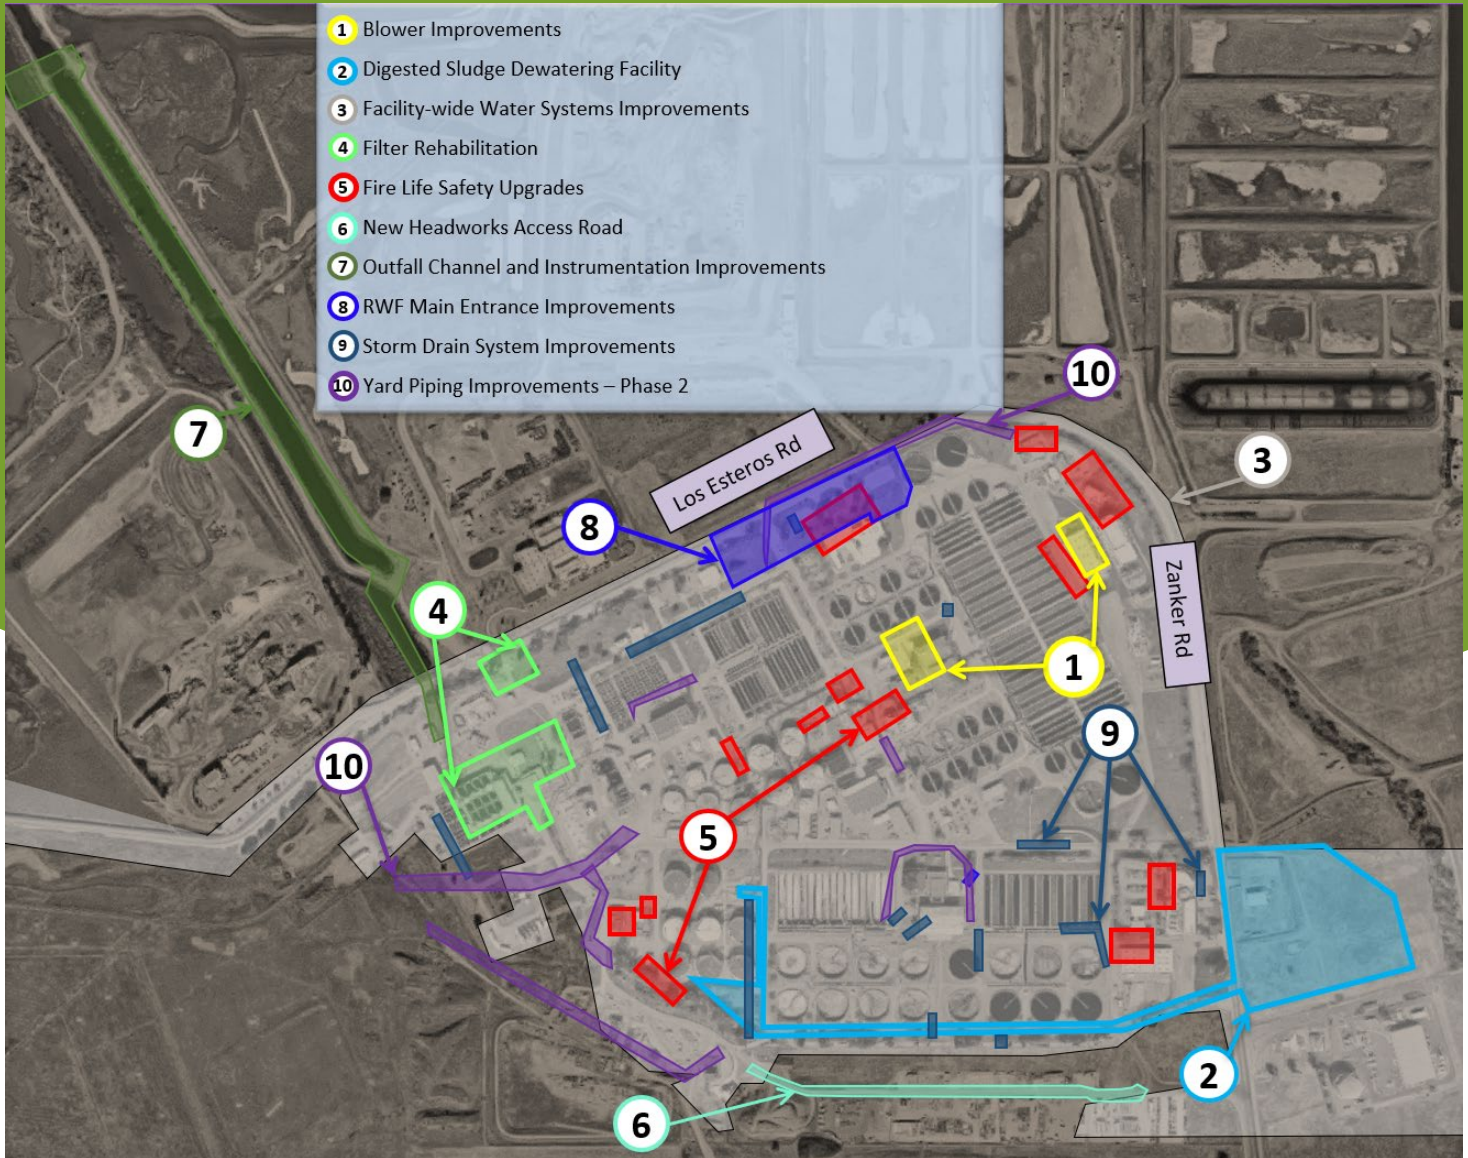 1 Blower Improvements
2 Digested Sludge Dewatering Facility
3 Facility-wide Water Systems Improvements
4 Filter Rehabilitation
5 Fire Life Safety Upgrades
6 New Headworks Access Road
7 Outfall Channel and Instrumentation Improvements
8 RWF Main Entrance Improvements
9 Storm Drain System Improvements
10 Yard Piping Improvements – Phase 2
10
7
Los Esteros Rd
3
8
4
Zanker Rd
1
9
10
5
2
6